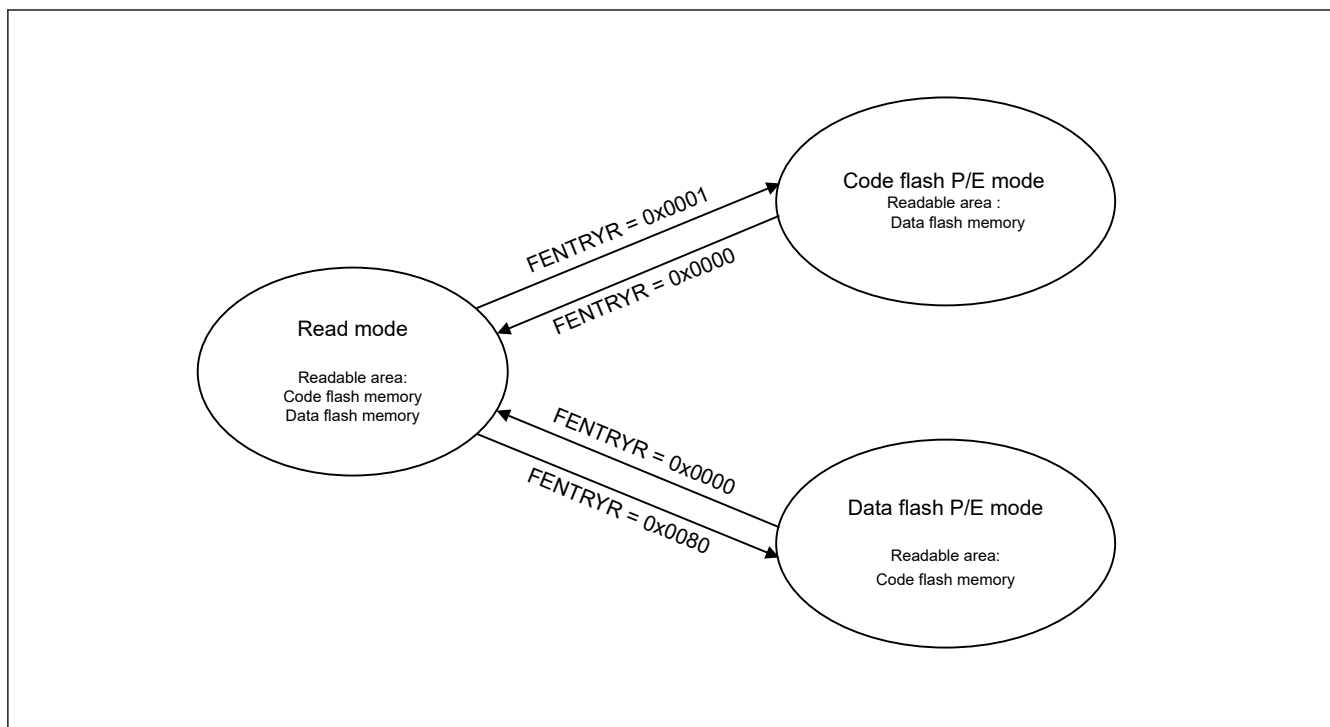 Code flash P/E mode
Readable area :
Data flash memory
FENTRYR = 0x0001
FENTRYR = 0x0000
Read mode
Readable area:
Code flash memory
Data flash memory
FENTRYR = 0x0000
FENTRYR = 0x0080
Data flash P/E mode
Readable area:
Code flash memory